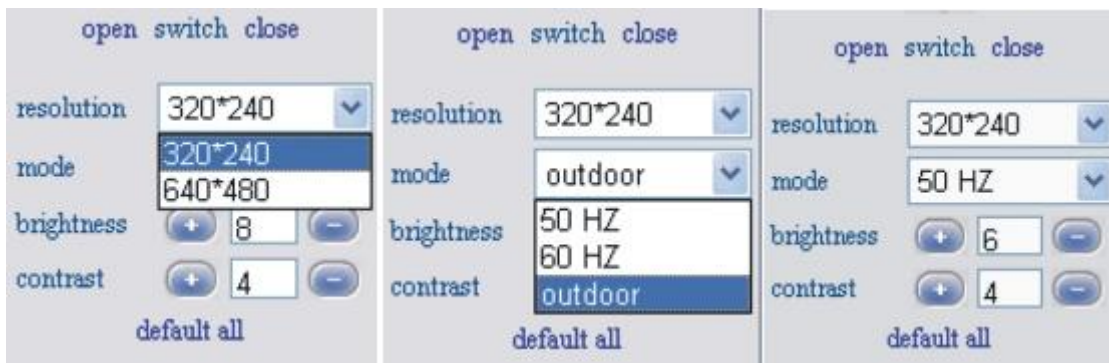 open switch close
resolution 320*240
320*240
mode
640*480
brightness + 8 -
contrast + 4 -
default all
open switch close
resolution 320*240
mode outdoor
50 HZ
brightness
60 HZ
contrast outdoor
default all
open switch close
resolution 320*240
mode 50 HZ
brightness + 6 -
contrast + 4 -
default all